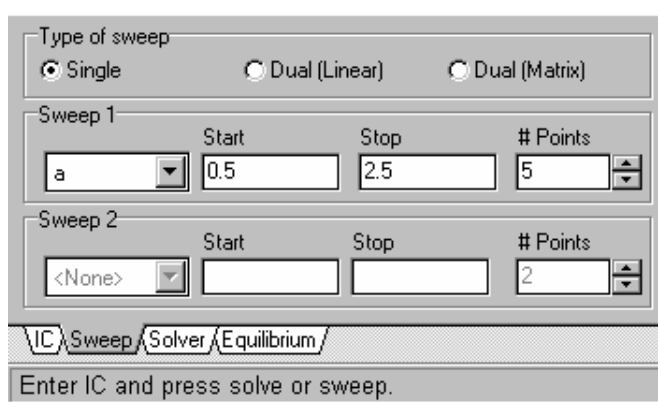 Type of sweep
Single Dual (Linear) Dual (Matrix)
Sweep 1
Start Stop # Points
a 0.5 2.5 5
Sweep 2
Start Stop # Points
<None> 2
IC Sweep Solver Equilibrium
Enter IC and press solve or sweep.